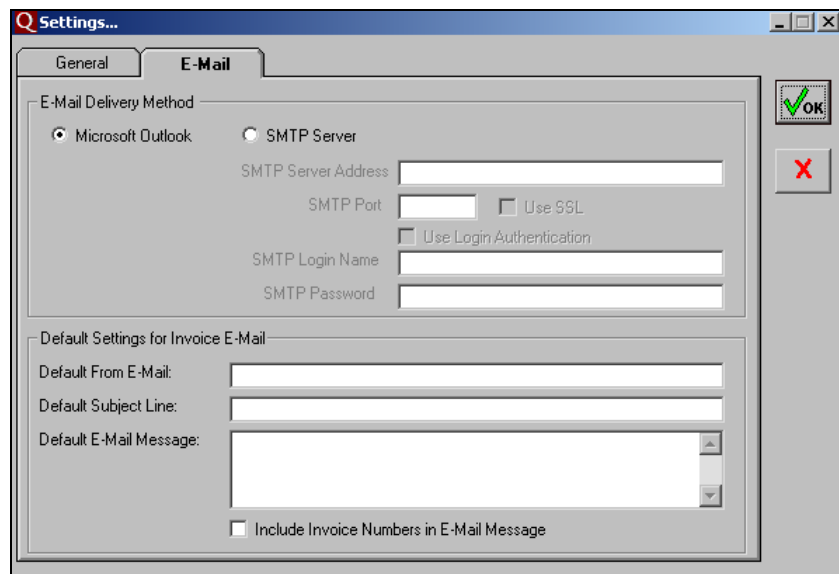 Q Settings...
General E-Mail
E-Mail Delivery Method
Microsoft Outlook SMTP Server
OK
SMTP Server Address
X
SMTP Port Use SSL
Use Login Authentication
SMTP Login Name
SMTP Password
Default Settings for Invoice E-Mail
Default From E-Mail:
Default Subject Line:
Default E-Mail Message:
Include Invoice Numbers in E-Mail Message